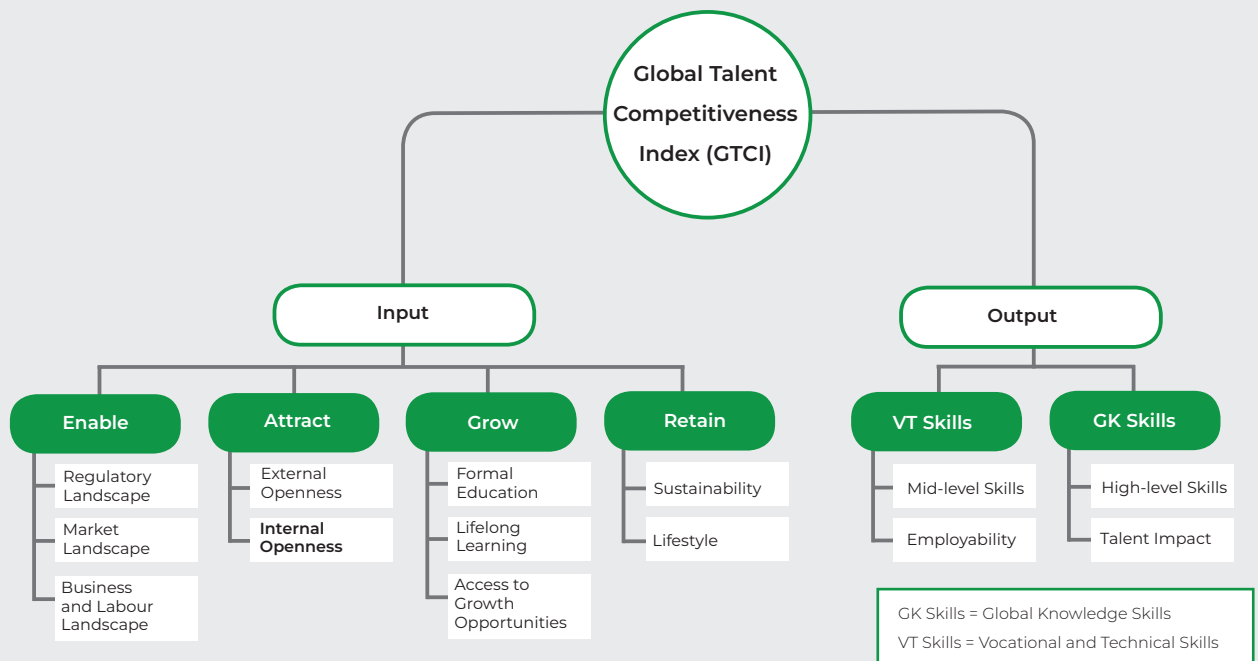 Global Talent
Competitiveness
Index (GTCI)
Input
Output
Enable
Attract
Grow
Retain
VT Skills
GK Skills
Regulatory
Landscape
Market
Landscape
Business
and Labour
Landscape
External
Openness
Internal
Openness
Formal
Education
Lifelong
Learning
Access to
Growth
Opportunities
Sustainability
Lifestyle
Mid-level Skills
Employability
High-level Skills
Talent Impact
GK Skills = Global Knowledge Skills
VT Skills = Vocational and Technical Skills